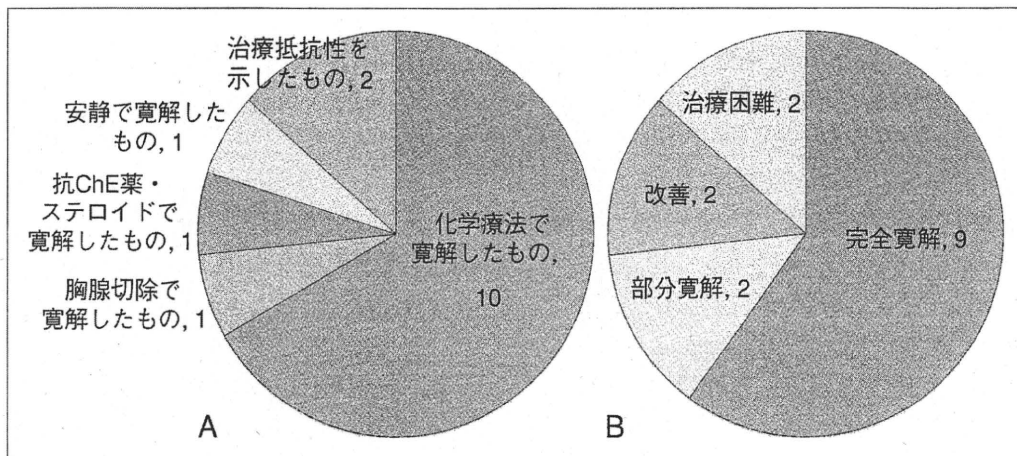 治療抵抗性を
示したもの, 2
安静で寛解した
もの, 1
抗ChE薬・
ステロイドで
寛解したもの, 1
胸腺切除で
寛解したもの, 1
化学療法で
寛解したもの,
10
A
治療困難, 2
改善, 2
部分寛解, 2
完全寛解, 9
B